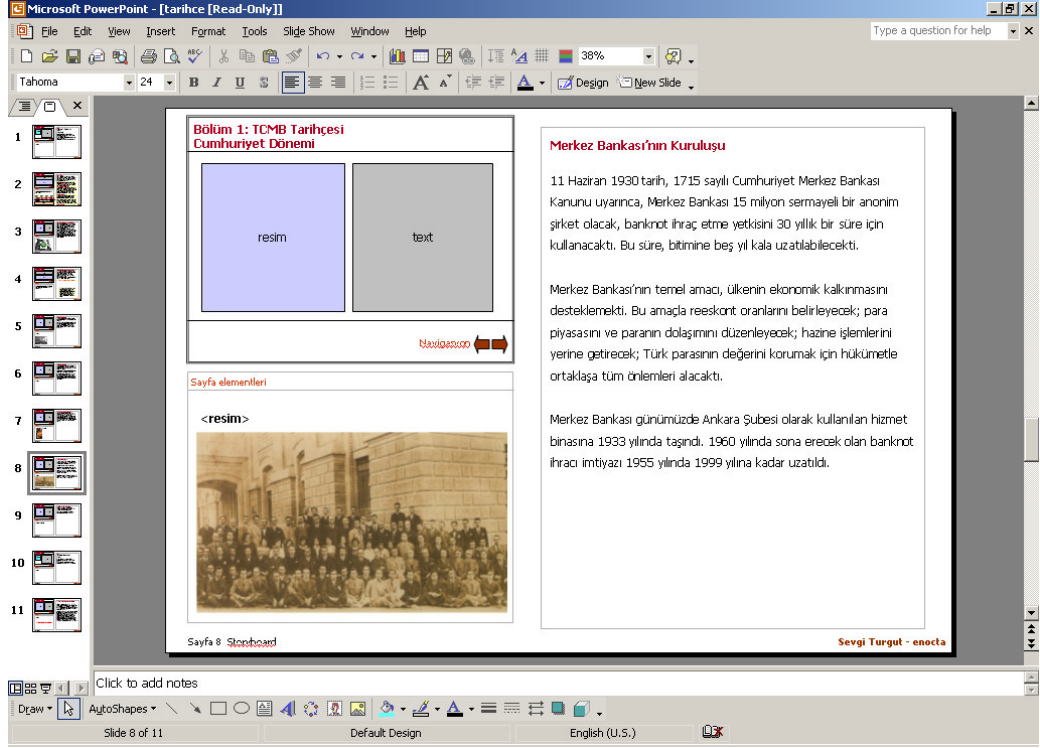 Microsoft PowerPoint - [tarihce [Read-Only]]
File Edit View Insert Format Tools Slide Show Window Help
Type a question for help
38%
Tahoma 24 B I U S Design New Slide
1
2
3
4
5
6
7
8
9
10
11
Bölüm 1: TCMB Tarihçesi
Cumhuriyet Dönemi
resim
text
Navigasyon
Sayfa elementleri
<resim>
Merkez Bankası'nın Kuruluşu
11 Haziran 1930 tarih, 1715 sayılı Cumhuriyet Merkez Bankası
Kanunu uyarınca, Merkez Bankası 15 milyon sermayeli bir anonim
şirket olacak, banknot ihraç etme yetkisini 30 yıllık bir süre için
kullanacaktı. Bu süre, bitimine beş yıl kala uzatılabilecekti.
Merkez Bankası'nın temel amacı, ülkenin ekonomik kalkınmasını
desteklemekti. Bu amaçla reeskont oranlarını belirleyecek; para
piyasasını ve paranın dolaşımını düzenleyecek; hazine işlemlerini
yerine getirecek; Türk parasının değerini korumak için hükümetle
ortaklaşa tüm önlemleri alacaktı.
Merkez Bankası günümüzde Ankara Şubesi olarak kullanılan hizmet
binasına 1933 yılında taşındı. 1960 yılında sona erecek olan banknot
ihracı imtiyazı 1955 yılında 1999 yılına kadar uzatıldı.
Sayfa 8 Storyboard
Sevgi Turgut - enocta
Click to add notes
Draw AutoShapes
Slide 8 of 11 Default Design English (U.S.)